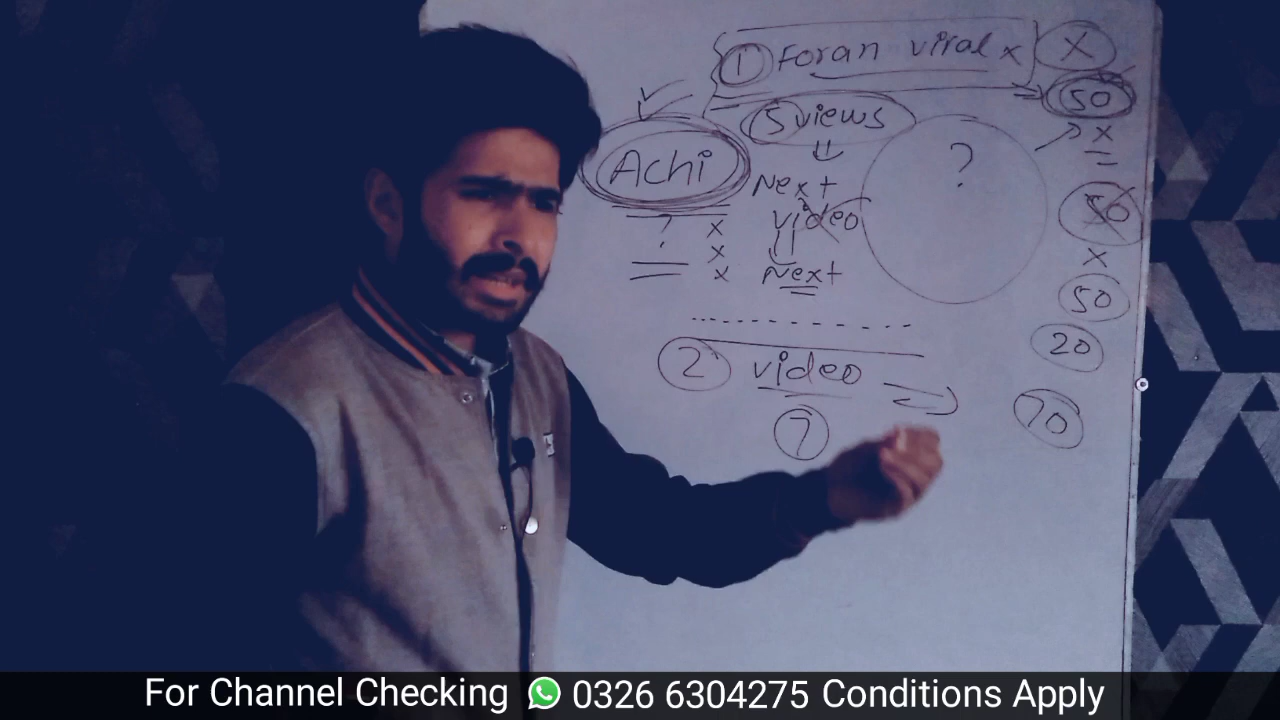 ① Foran viral x X
50
5 views
x
Achi
?
Next
? x video 50
x x
x Next 50
20
② video
? 70
For Channel Checking 0326 6304275 Conditions Apply